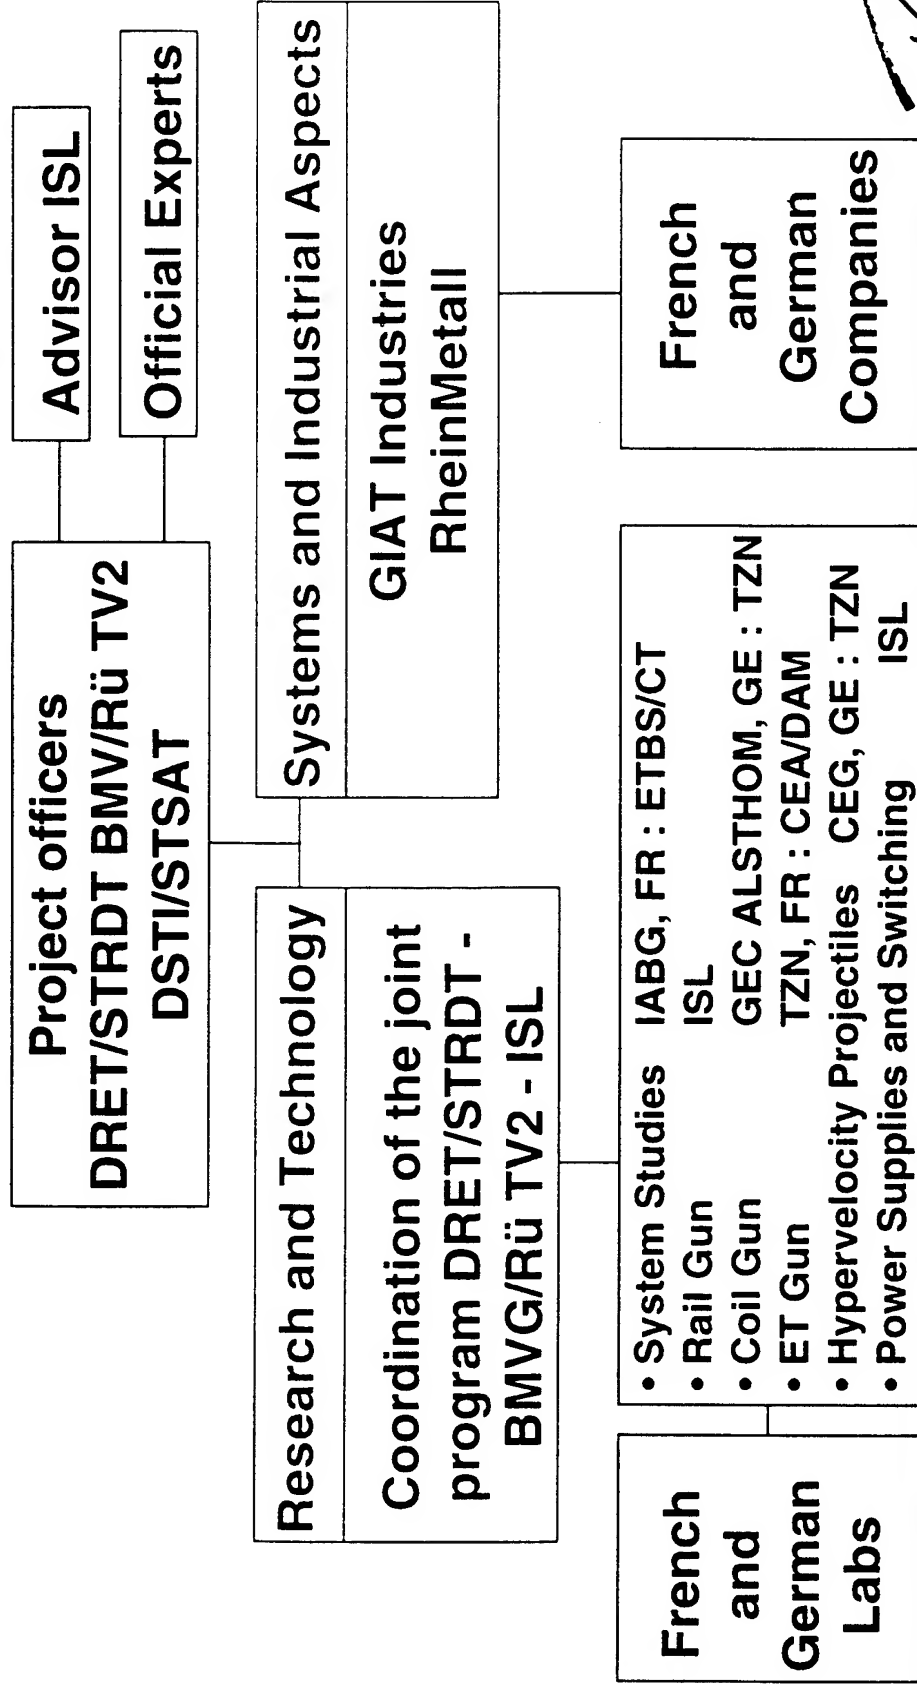 Project officers
DRET/STRDT BMV/Rü TV2
DSTI/STSAT
Advisor ISL
Official Experts
Research and Technology
Coordination of the joint
program DRET/STRDT -
BMVG/Rü TV2 - ISL
Systems and Industrial Aspects
GIAT Industries
RheinMetall
French
and
German
Labs
• System Studies IABG, FR : ETBS/CT
• Rail Gun ISL
• Coil Gun GEC ALSTHOM, GE : TZN
• ET Gun TZN, FR : CEA/DAM
• Hypervelocity Projectiles CEG, GE : TZN
• Power Supplies and Switching ISL
French
and
German
Companies